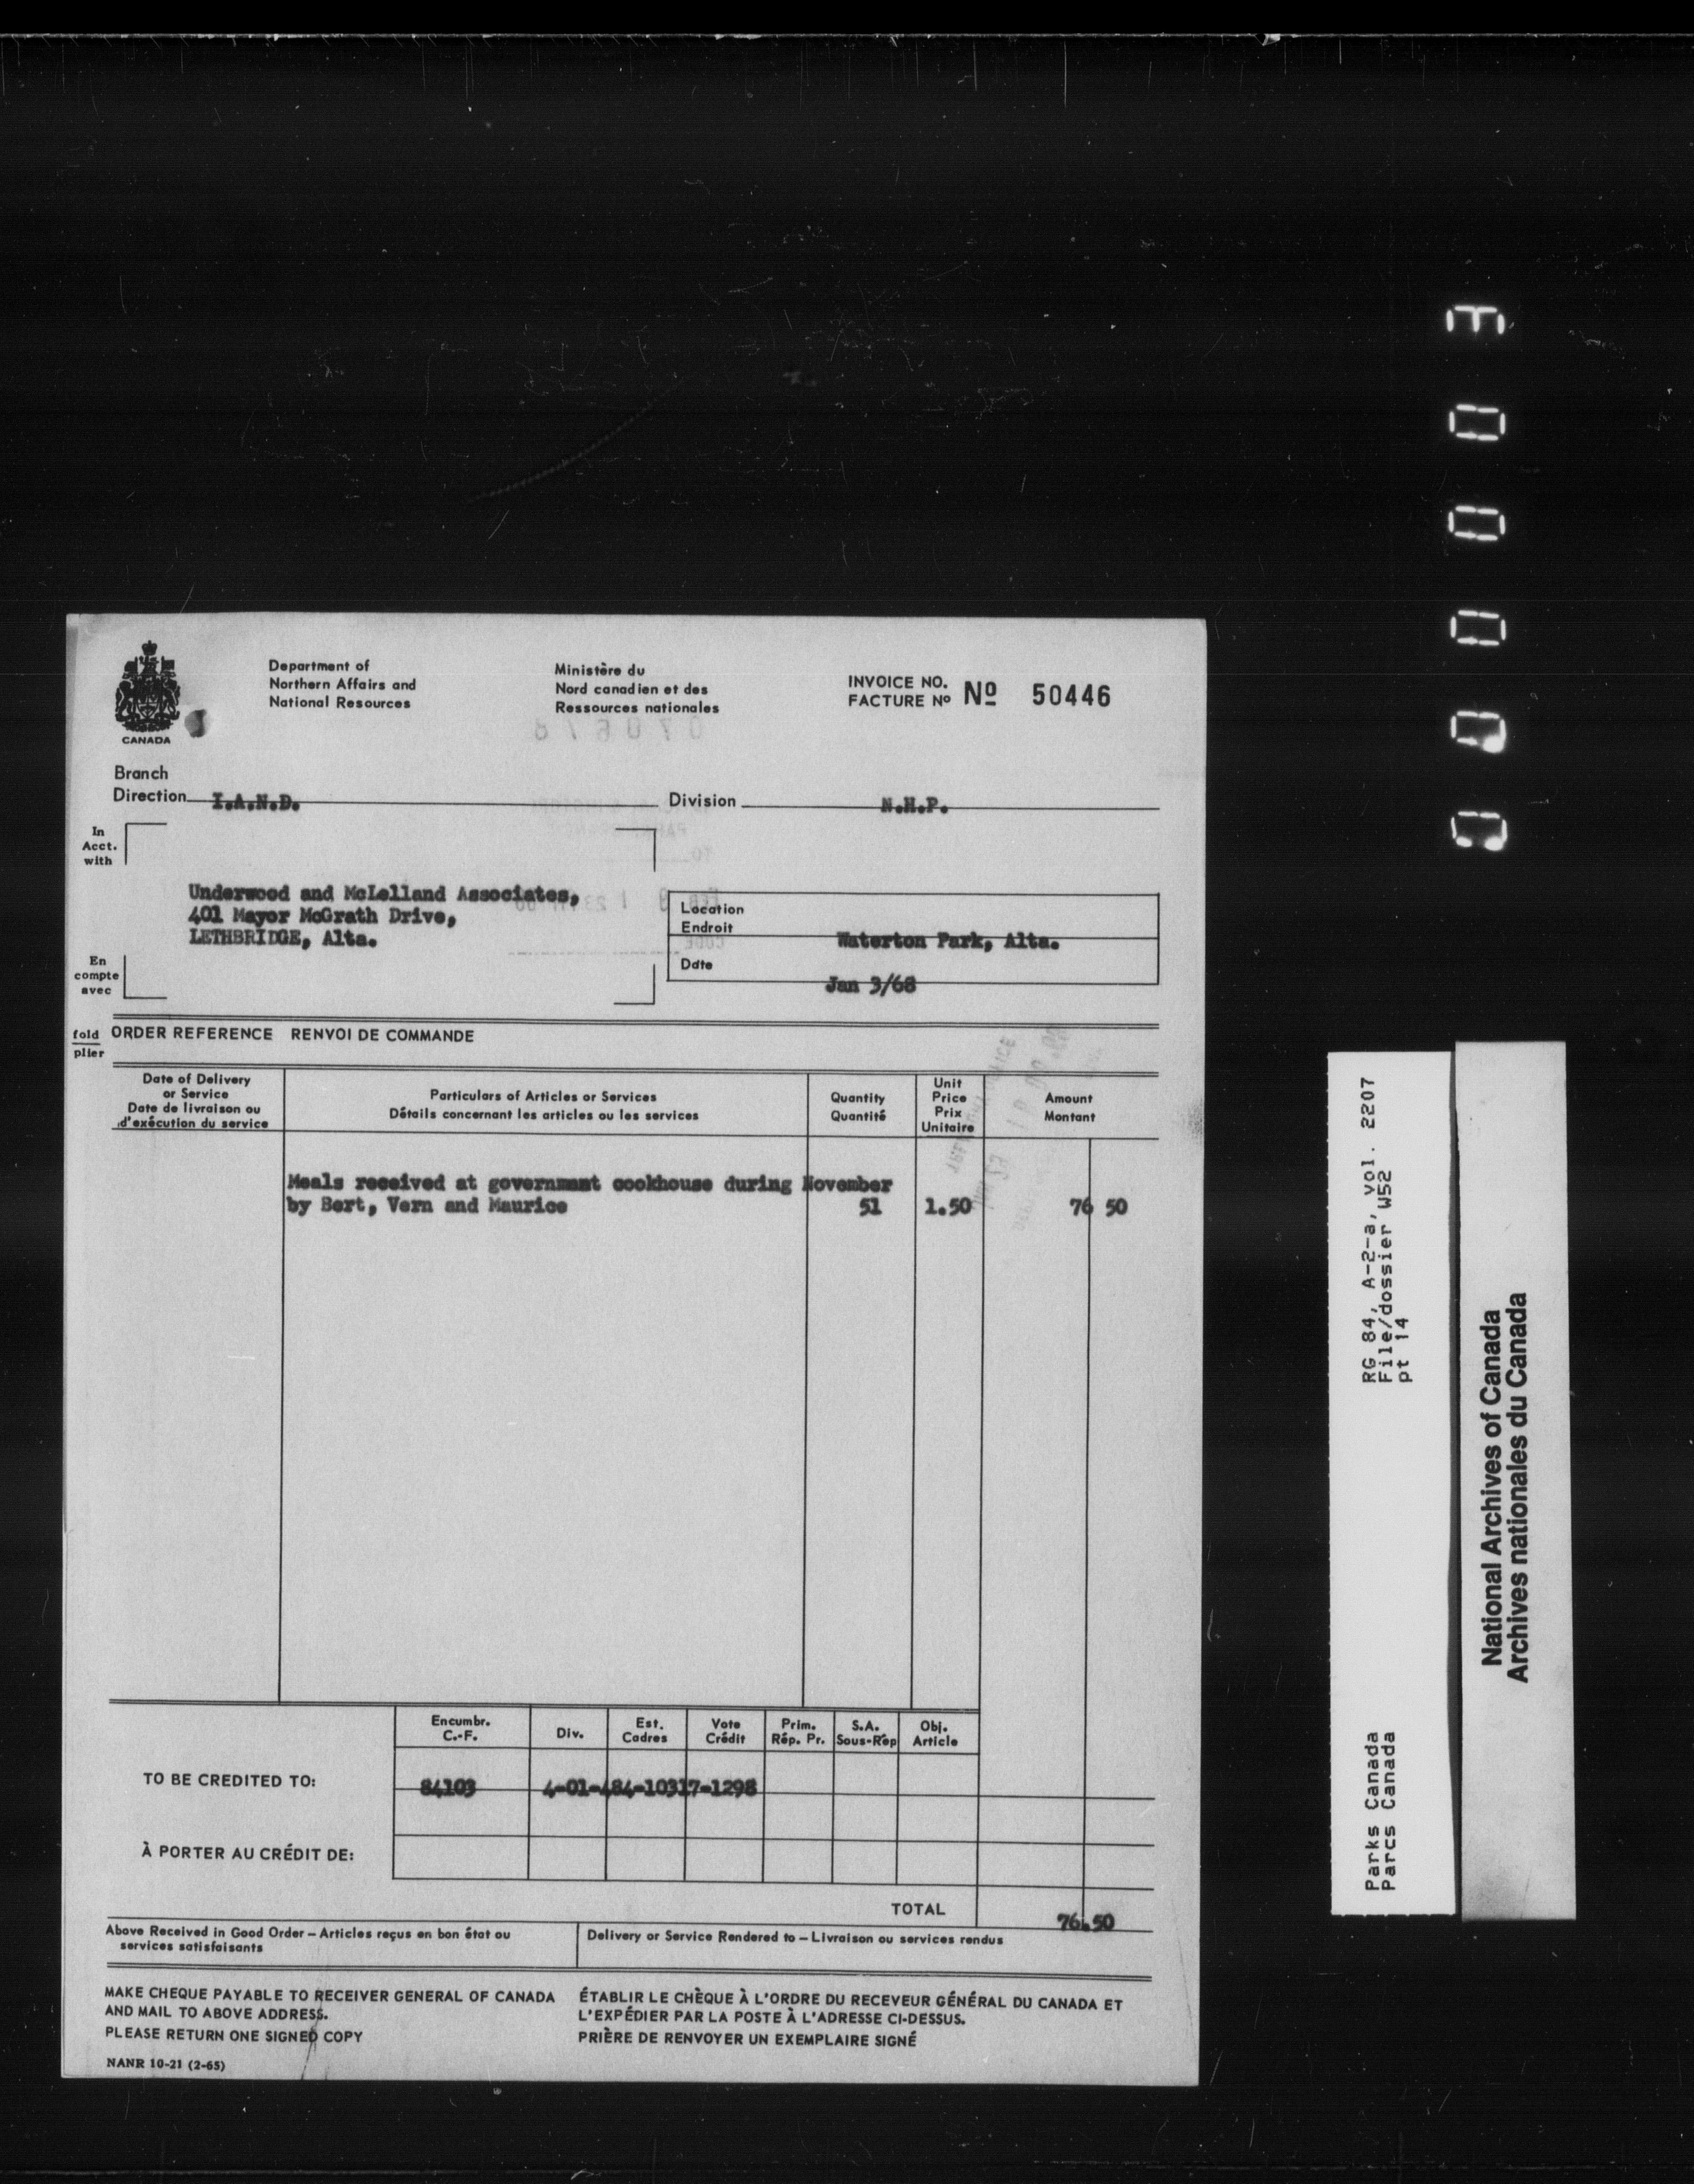 Department of
Northern Affairs and
National Resources
Ministère du
Nord canadien et des
Ressources nationales
INVOICE NO.
FACTURE Nº Nº 50446
CANADA
Branch
Direction I.A.N.D. Division N.H.P.
In
Acct.
with
Underwood and McLelland Associates,
401 Mayor McGrath Drive,
LETHBRIDGE, Alta.
En
compte
avec
Location
Endroit
Waterton Park, Alta.
Date
Jan 3/68
fold
plier
ORDER REFERENCE RENVOI DE COMMANDE
Date of Delivery
or Service
Date de livraison ou
d'exécution du service
Particulars of Articles or Services
Détails concernant les articles ou les services
Quantity
Quantité
Unit
Price
Prix
Unitaire
Amount
Montant
Meals received at government cookhouse during November
by Bert, Vern and Maurice 51 1.50 76 50
Encumbr.
C.-F.
Div.
Est.
Cadres
Vote
Crédit
Prim.
Rép. Pr.
S.A.
Sous-Rép
Obj.
Article
TO BE CREDITED TO: 84103 4-01-484-10317-1298
À PORTER AU CRÉDIT DE:
TOTAL 76.50
Above Received in Good Order – Articles reçus en bon état ou
services satisfaisants
Delivery or Service Rendered to – Livraison ou services rendus
MAKE CHEQUE PAYABLE TO RECEIVER GENERAL OF CANADA
AND MAIL TO ABOVE ADDRESS.
PLEASE RETURN ONE SIGNED COPY
ÉTABLIR LE CHÈQUE À L'ORDRE DU RECEVEUR GÉNÉRAL DU CANADA ET
L'EXPÉDIER PAR LA POSTE À L'ADRESSE CI-DESSUS.
PRIÈRE DE RENVOYER UN EXEMPLAIRE SIGNÉ
NANR 10-21 (2-65)
RG 84, A-2-a, vol. 2207
File/dossier W52
pt 14
Parks Canada
Parcs Canada
National Archives of Canada
Archives nationales du Canada